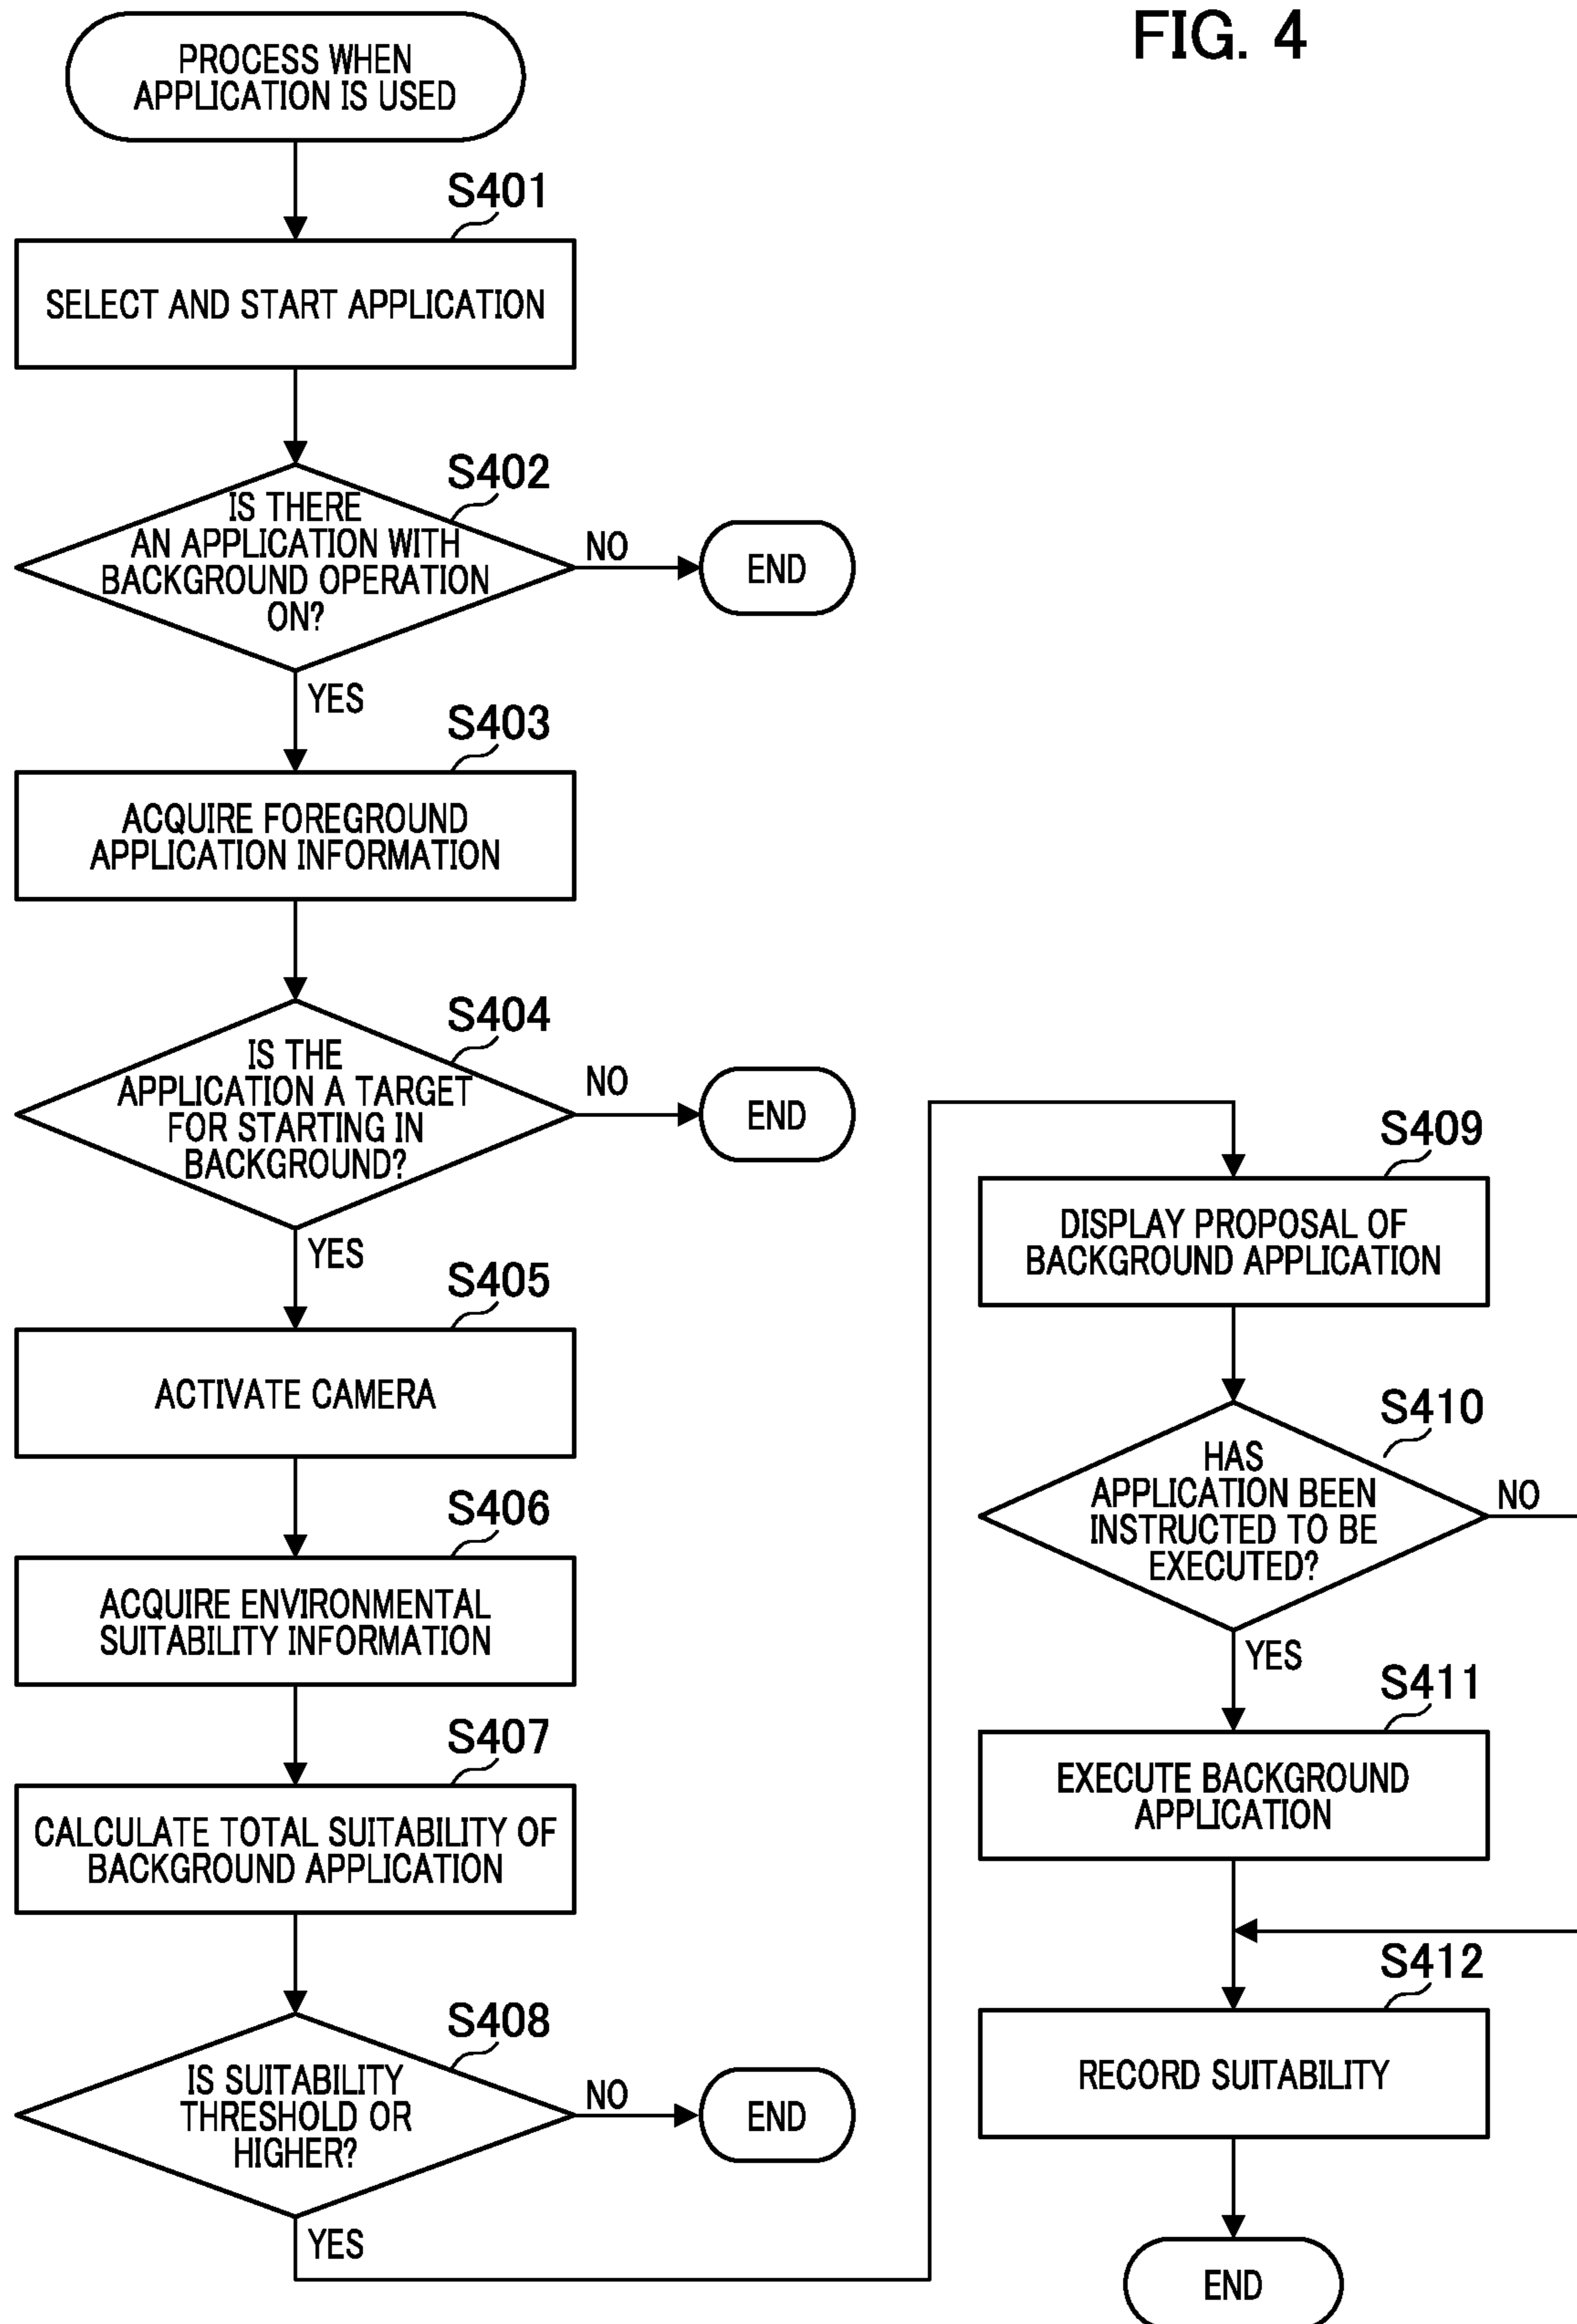 FIG. 4
PROCESS WHEN
APPLICATION IS USED
S401
SELECT AND START APPLICATION
S402
IS THERE
AN APPLICATION WITH
BACKGROUND OPERATION
ON?
NO
END
YES
S403
ACQUIRE FOREGROUND
APPLICATION INFORMATION
S404
IS THE
APPLICATION A TARGET
FOR STARTING IN
BACKGROUND?
NO
END
YES
S405
ACTIVATE CAMERA
S406
ACQUIRE ENVIRONMENTAL
SUITABILITY INFORMATION
S407
CALCULATE TOTAL SUITABILITY OF
BACKGROUND APPLICATION
S408
IS SUITABILITY
THRESHOLD OR
HIGHER?
NO
END
YES
S409
DISPLAY PROPOSAL OF
BACKGROUND APPLICATION
S410
HAS
APPLICATION BEEN
INSTRUCTED TO BE
EXECUTED?
NO
YES
S411
EXECUTE BACKGROUND
APPLICATION
S412
RECORD SUITABILITY
END